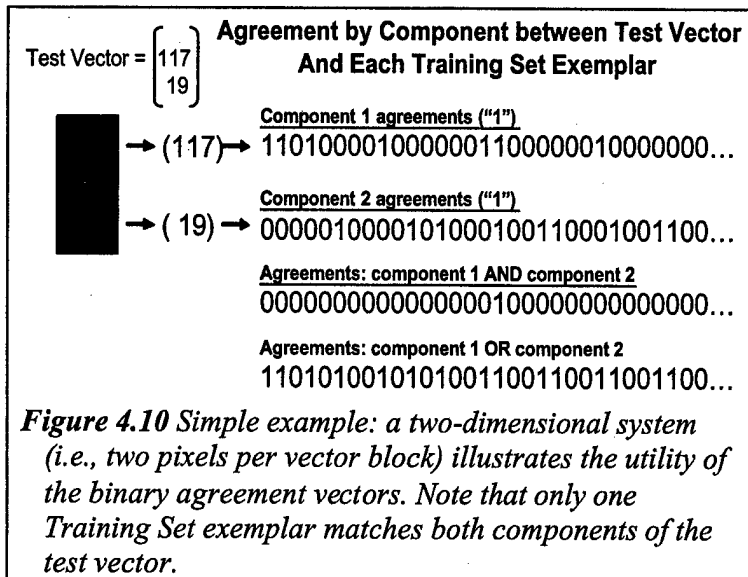 Test Vector = 117
19
Agreement by Component between Test Vector
And Each Training Set Exemplar
Component 1 agreements ("1")
→ (117)→ 1101000010000001100000010000000...
Component 2 agreements ("1")
→ ( 19) → 0000010000101000100110001001100...
Agreements: component 1 AND component 2
0000000000000000100000000000000...
Agreements: component 1 OR component 2
1101010010101001100110011001100...
Figure 4.10 Simple example: a two-dimensional system
(i.e., two pixels per vector block) illustrates the utility of
the binary agreement vectors. Note that only one
Training Set exemplar matches both components of the
test vector.